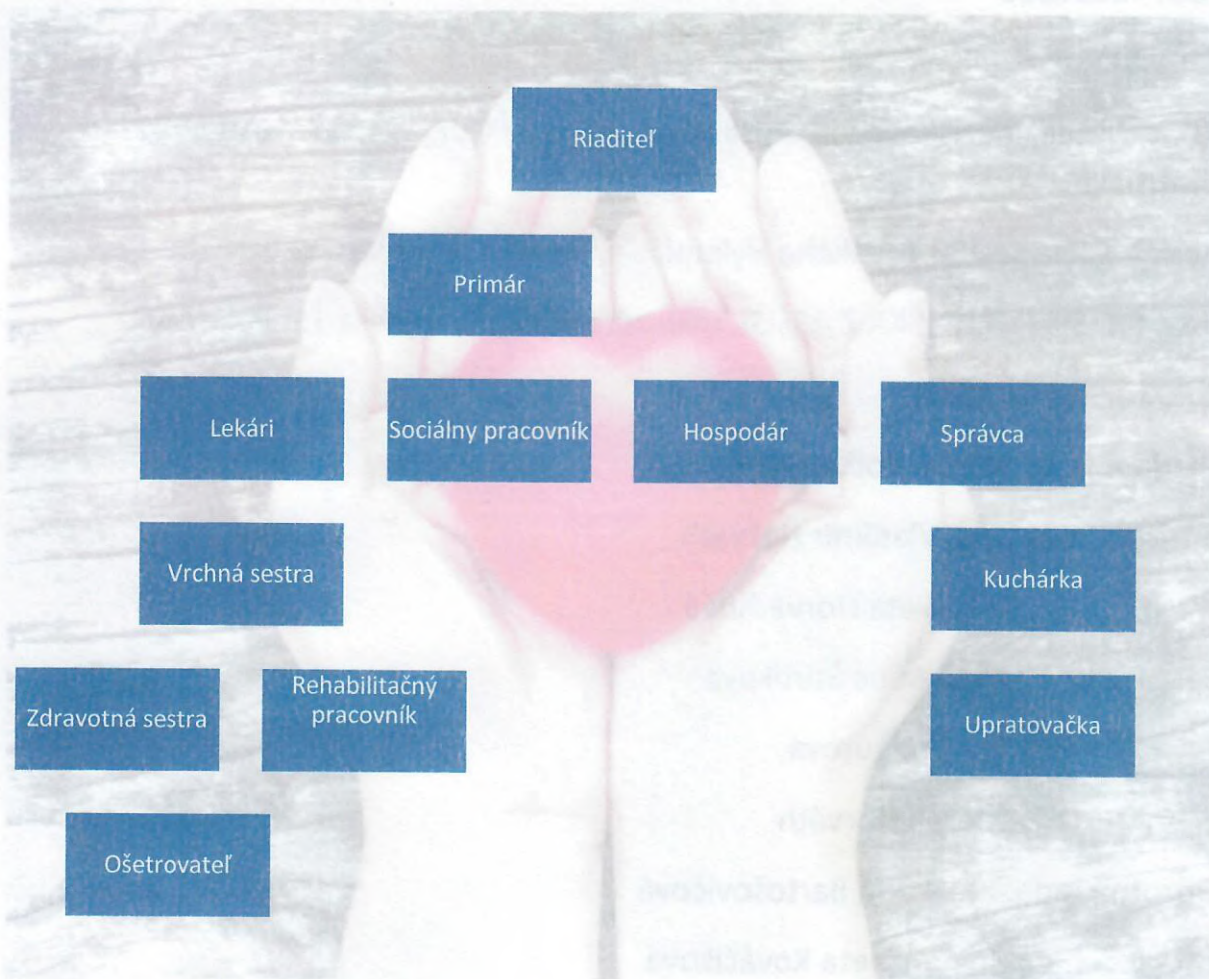 Riaditeľ
Primár
Lekári
Sociálny pracovník
Hospodár
Správca
Vrchná sestra
Kuchárka
Zdravotná sestra
Rehabilitačný
pracovník
Upratovačka
Ošetrovateľ